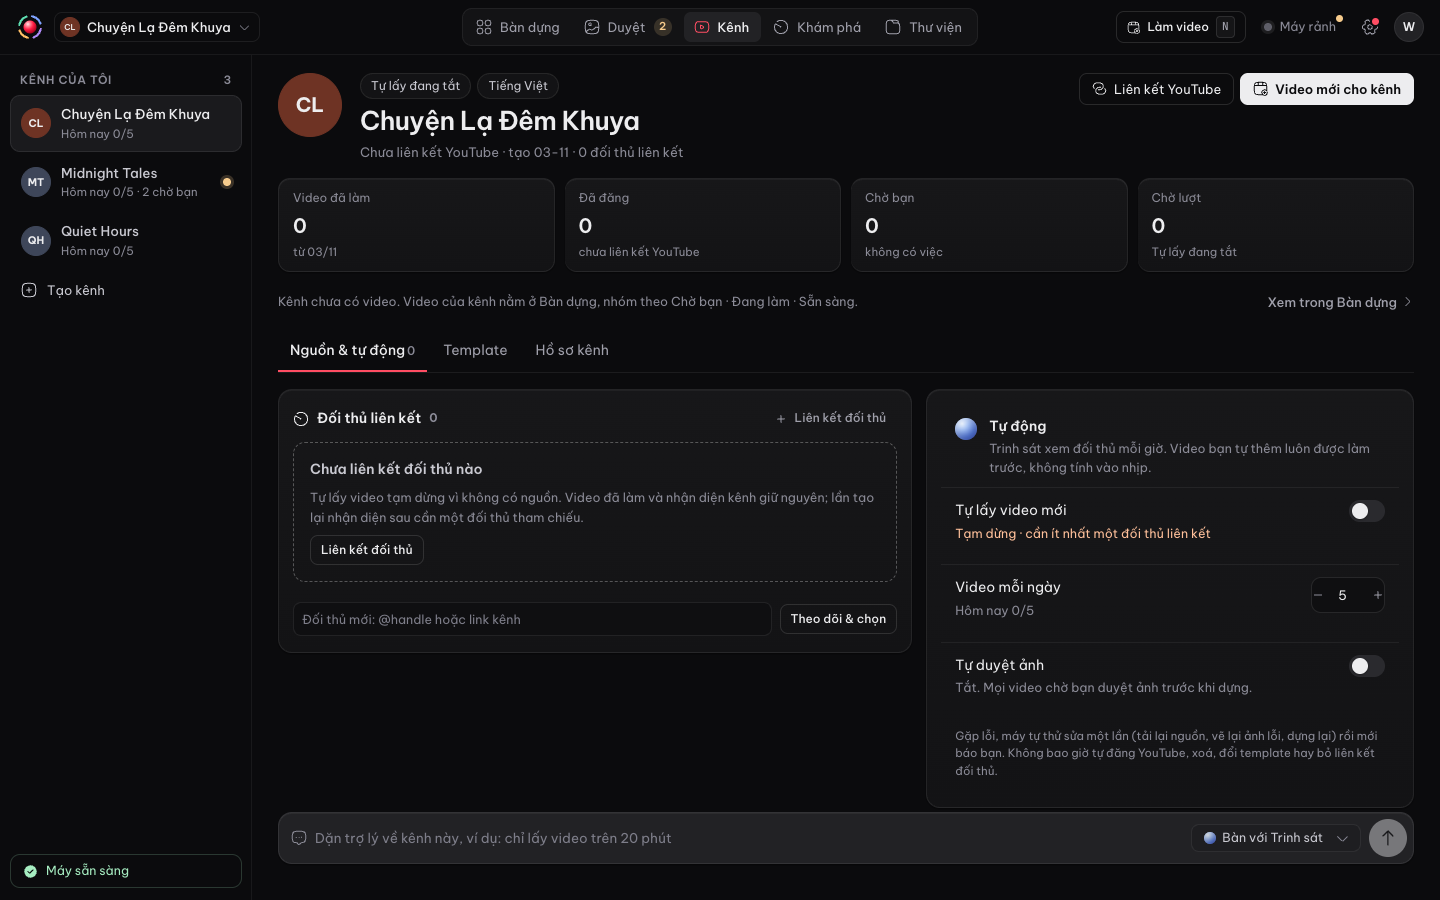 CL Chuyện Lạ Đêm Khuya
Bàn dựng
Duyệt 2
Kênh
Khám phá
Thư viện
Làm video N
Máy rảnh
W
KÊNH CỦA TÔI 3
CL
Chuyện Lạ Đêm Khuya
Hôm nay 0/5
MT
Midnight Tales
Hôm nay 0/5 · 2 chờ bạn
QH
Quiet Hours
Hôm nay 0/5
Tạo kênh
Máy sẵn sàng
CL
Tự lấy đang tắt
Tiếng Việt
Chuyện Lạ Đêm Khuya
Chưa liên kết YouTube · tạo 03-11 · 0 đối thủ liên kết
Liên kết YouTube
Video mới cho kênh
Video đã làm
0
từ 03/11
Đã đăng
0
chưa liên kết YouTube
Chờ bạn
0
không có việc
Chờ lượt
0
Tự lấy đang tắt
Kênh chưa có video. Video của kênh nằm ở Bàn dựng, nhóm theo Chờ bạn · Đang làm · Sẵn sàng.
Xem trong Bàn dựng
Nguồn & tự động 0
Template
Hồ sơ kênh
Đối thủ liên kết 0
+ Liên kết đối thủ
Chưa liên kết đối thủ nào
Tự lấy video tạm dừng vì không có nguồn. Video đã làm và nhận diện kênh giữ nguyên; lần tạo
lại nhận diện sau cần một đối thủ tham chiếu.
Liên kết đối thủ
Đối thủ mới: @handle hoặc link kênh
Theo dõi & chọn
Tự động
Trinh sát xem đối thủ mỗi giờ. Video bạn tự thêm luôn được làm
trước, không tính vào nhịp.
Tự lấy video mới
Tạm dừng · cần ít nhất một đối thủ liên kết
Video mỗi ngày
Hôm nay 0/5
− 5 +
Tự duyệt ảnh
Tắt. Mọi video chờ bạn duyệt ảnh trước khi dựng.
Gặp lỗi, máy tự thử sửa một lần (tải lại nguồn, vẽ lại ảnh lỗi, dựng lại) rồi mới
báo bạn. Không bao giờ tự đăng YouTube, xoá, đổi template hay bỏ liên kết
đối thủ.
Dặn trợ lý về kênh này, ví dụ: chỉ lấy video trên 20 phút
Bàn với Trinh sát